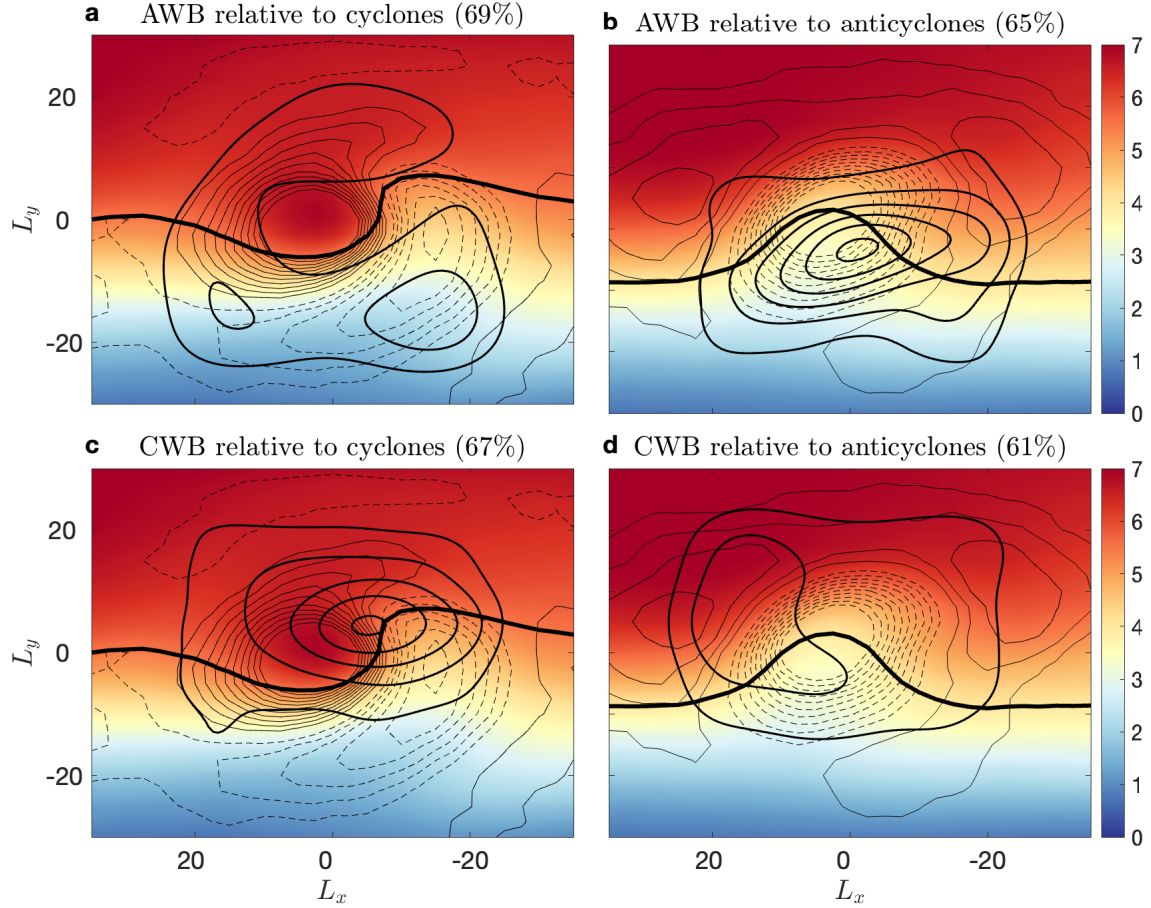 a AWB relative to cyclones (69%)
b AWB relative to anticyclones (65%)
20
0
-20
L_y
7
6
5
4
3
2
1
0
c CWB relative to cyclones (67%)
d CWB relative to anticyclones (61%)
20
0
-20
L_y
7
6
5
4
3
2
1
0
20 0 -20
L_x
20 0 -20
L_x